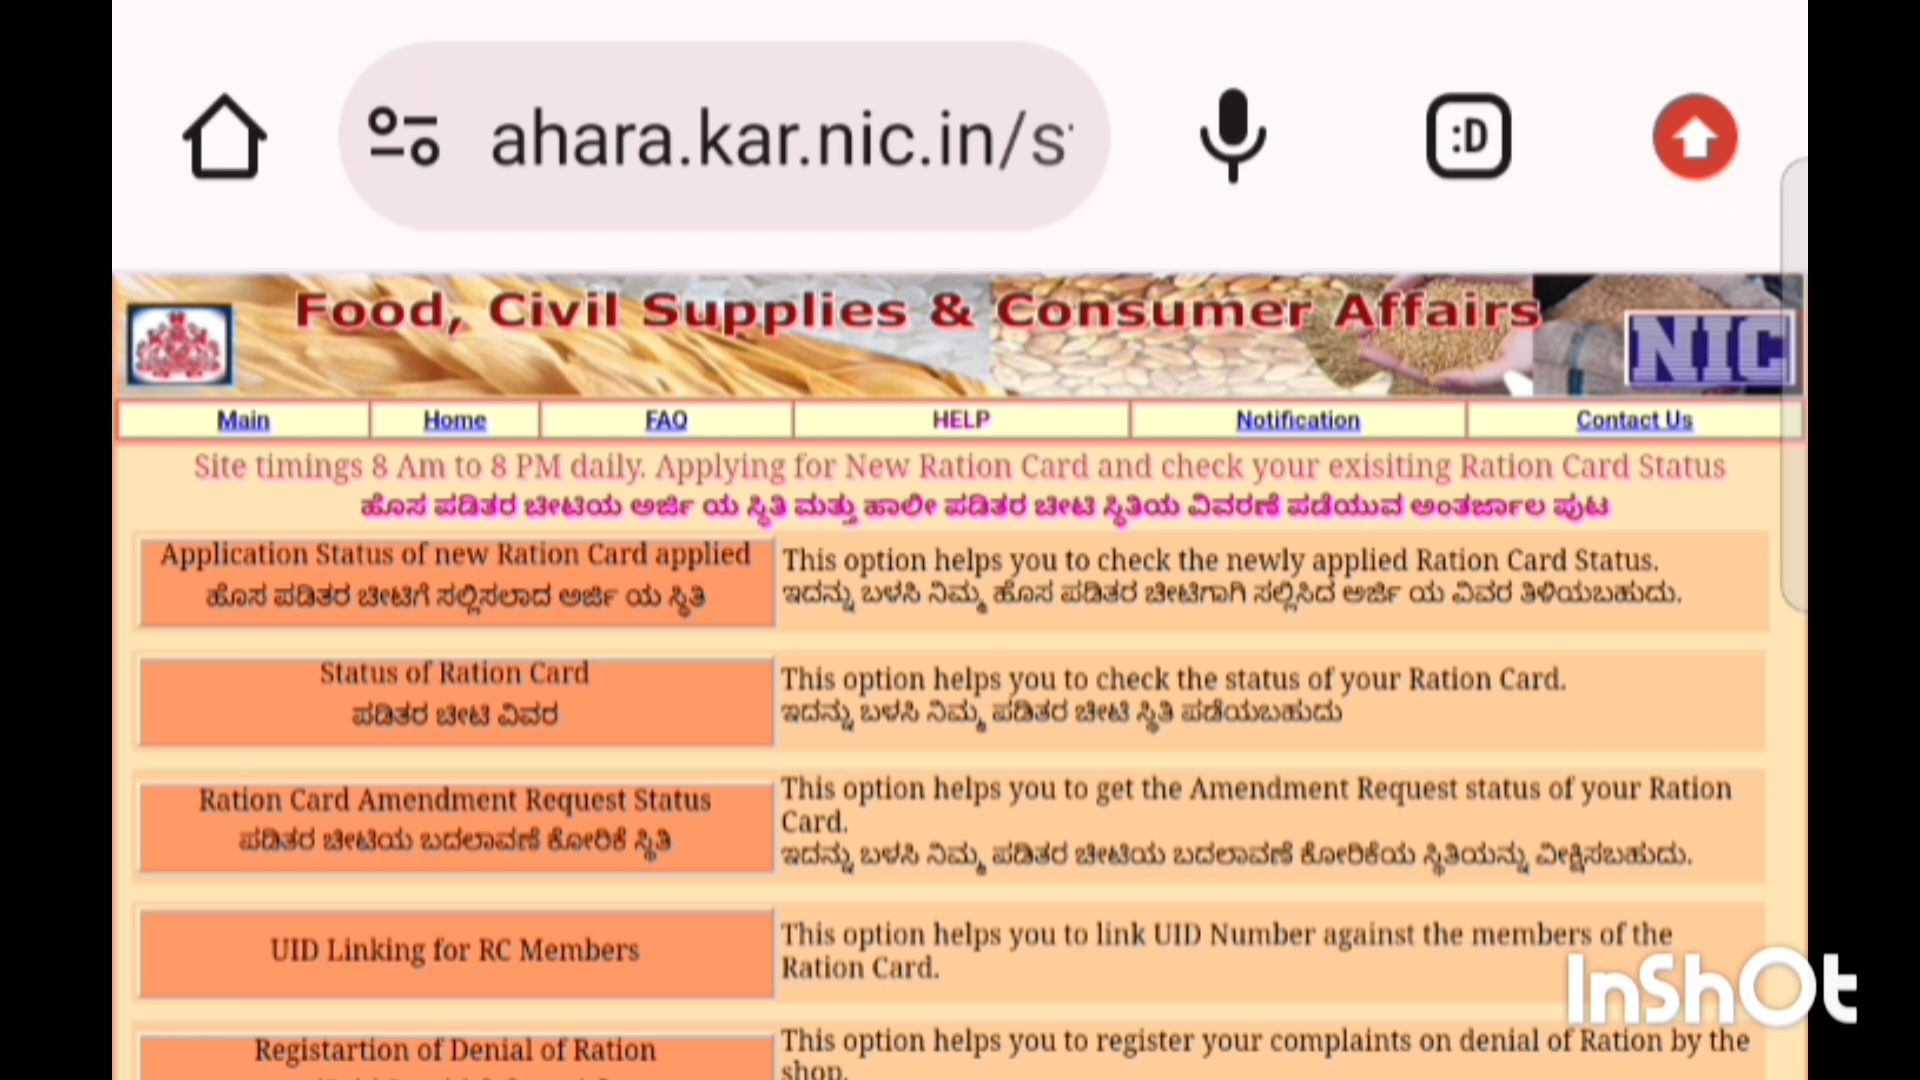 ahara.kar.nic.in/s
:D
Food, Civil Supplies & Consumer Affairs
NIC
Main Home FAQ HELP Notification Contact Us
Site timings 8 Am to 8 PM daily. Applying for New Ration Card and check your exisiting Ration Card Status
ಹೊಸ ಪಡಿತರ ಚೀಟಿಯ ಅರ್ಜಿ ಯ ಸ್ಥಿತಿ ಮತ್ತು ಹಾಲೀ ಪಡಿತರ ಚೀಟಿ ಸ್ಥಿತಿಯ ವಿವರಣೆ ಪಡೆಯುವ ಅಂತರ್ಜಾಲ ಪುಟ
Application Status of new Ration Card applied
ಹೊಸ ಪಡಿತರ ಚೀಟಿಗೆ ಸಲ್ಲಿಸಲಾದ ಅರ್ಜಿ ಯ ಸ್ಥಿತಿ
This option helps you to check the newly applied Ration Card Status.
ಇದನ್ನು ಬಳಸಿ ನಿಮ್ಮ ಹೊಸ ಪಡಿತರ ಚೀಟಿಗಾಗಿ ಸಲ್ಲಿಸಿದ ಅರ್ಜಿ ಯ ವಿವರ ತಿಳಿಯಬಹುದು.
Status of Ration Card
ಪಡಿತರ ಚೀಟಿ ವಿವರ
This option helps you to check the status of your Ration Card.
ಇದನ್ನು ಬಳಸಿ ನಿಮ್ಮ ಪಡಿತರ ಚೀಟಿ ಸ್ಥಿತಿ ಪಡೆಯಬಹುದು
Ration Card Amendment Request Status
ಪಡಿತರ ಚೀಟಿಯ ಬದಲಾವಣೆ ಕೋರಿಕೆ ಸ್ಥಿತಿ
This option helps you to get the Amendment Request status of your Ration
Card.
ಇದನ್ನು ಬಳಸಿ ನಿಮ್ಮ ಪಡಿತರ ಚೀಟಿಯ ಬದಲಾವಣೆ ಕೋರಿಕೆಯ ಸ್ಥಿತಿಯನ್ನು ವೀಕ್ಷಿಸಬಹುದು.
UID Linking for RC Members
This option helps you to link UID Number against the members of the
Ration Card.
Registartion of Denial of Ration
This option helps you to register your complaints on denial of Ration by the
shop.
InShOt